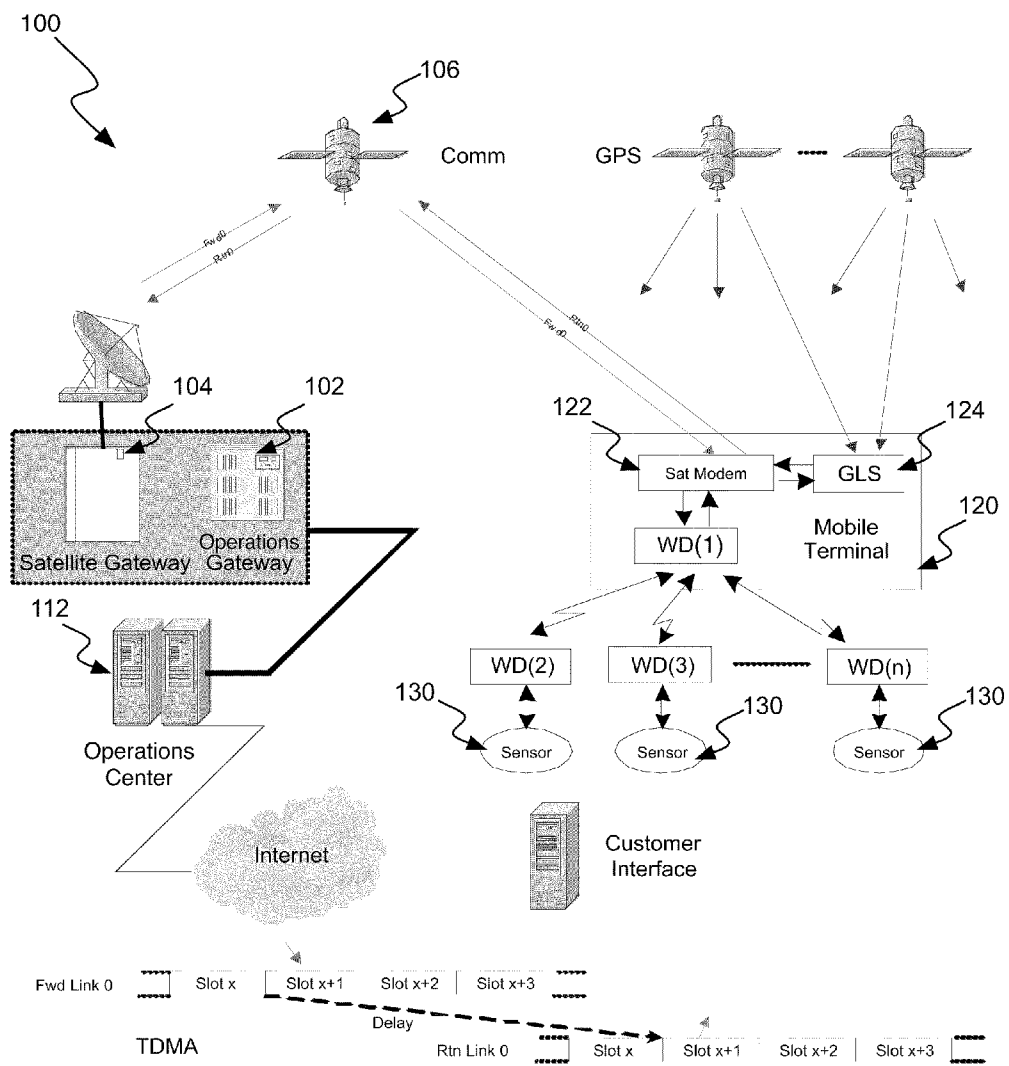 100
106
Comm
GPS
Fwd0
Rtn0
Rtn0
Fwd0
104
102
122
124
Sat Modem
GLS
120
Mobile
Terminal
WD(1)
Satellite Gateway
Operations
Gateway
112
WD(2)
WD(3)
WD(n)
130
130
130
Sensor
Sensor
Sensor
Operations
Center
Internet
Customer
Interface
Fwd Link 0
Slot x
Slot x+1
Slot x+2
Slot x+3
Delay
TDMA
Rtn Link 0
Slot x
Slot x+1
Slot x+2
Slot x+3